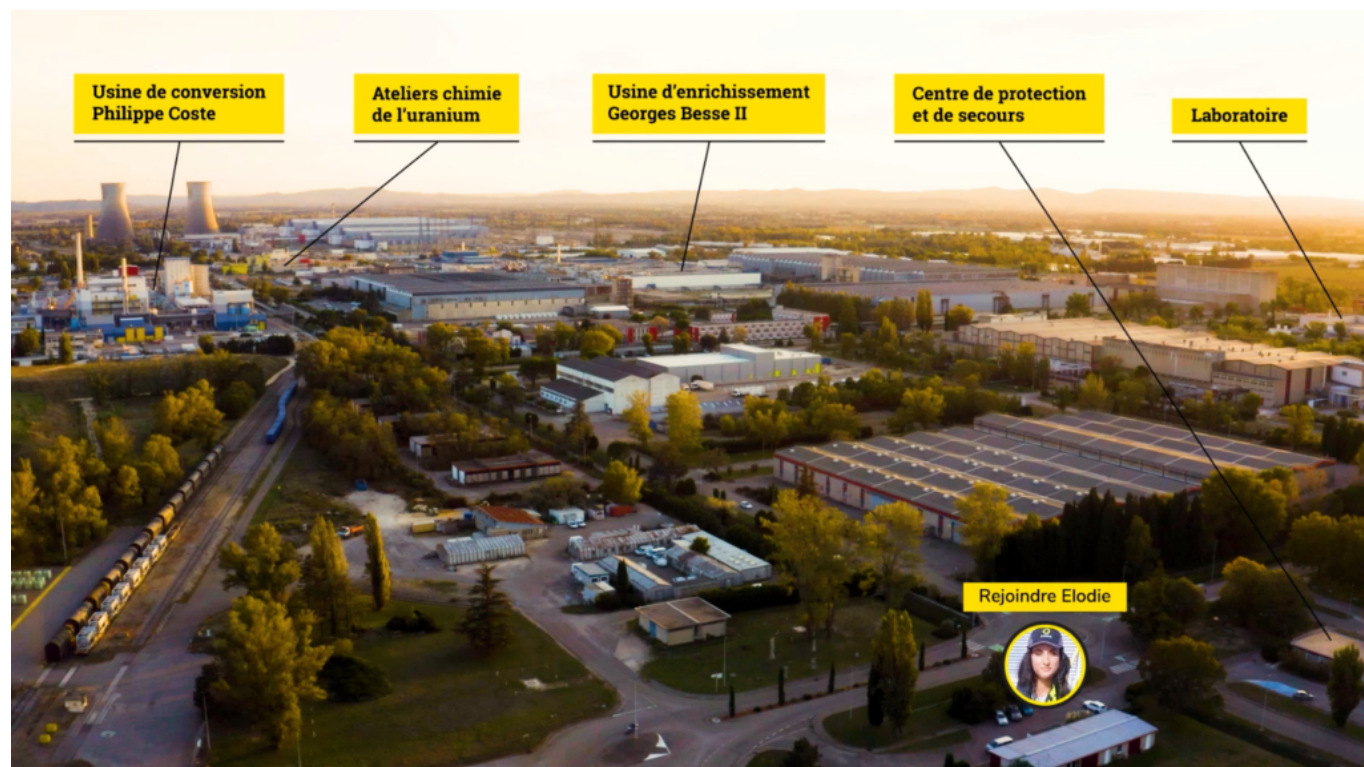 Usine de conversion
Philippe Coste
Ateliers chimie
de l'uranium
Usine d'enrichissement
Georges Besse II
Centre de protection
et de secours
Laboratoire
Rejoindre Elodie